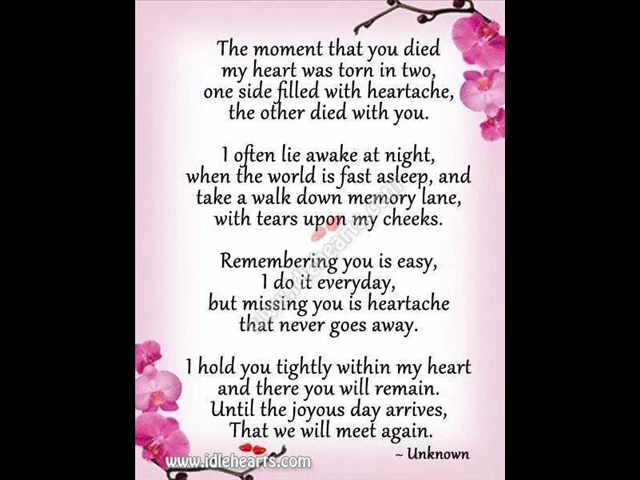 The moment that you died
my heart was torn in two,
one side filled with heartache,
the other died with you.
I often lie awake at night,
when the world is fast asleep, and
take a walk down memory lane,
with tears upon my cheeks.
Remembering you is easy,
I do it everyday,
but missing you is heartache
that never goes away.
I hold you tightly within my heart
and there you will remain.
Until the joyous day arrives,
That we will meet again.
~ Unknown
www.idlehearts.com
www.idlehearts.com